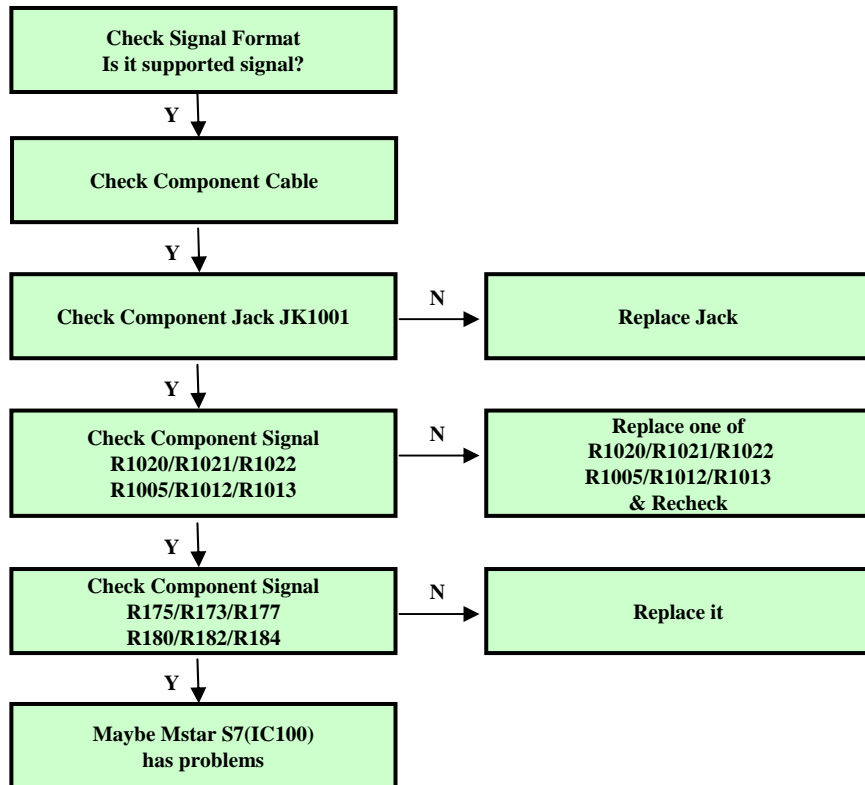 Check Signal Format
Is it supported signal?
Y
Check Component Cable
Y
Check Component Jack JK1001
N
Replace Jack
Y
Check Component Signal
R1020/R1021/R1022
R1005/R1012/R1013
N
Replace one of
R1020/R1021/R1022
R1005/R1012/R1013
& Recheck
Y
Check Component Signal
R175/R173/R177
R180/R182/R184
N
Replace it
Y
Maybe Mstar S7(IC100)
has problems